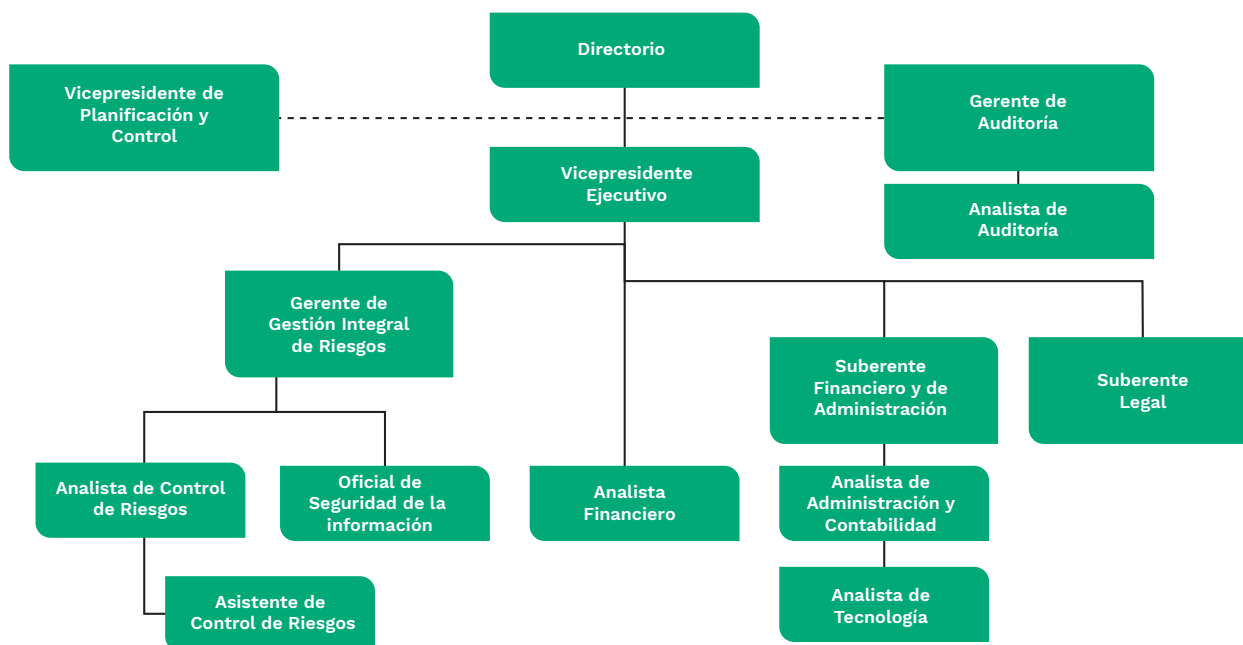 Directorio
Vicepresidente de
Planificación y
Control
Gerente de
Auditoría
Vicepresidente
Ejecutivo
Analista de
Auditoría
Gerente de
Gestión Integral
de Riesgos
Suberente
Financiero y de
Administración
Suberente
Legal
Analista de Control
de Riesgos
Oficial de
Seguridad de la
información
Analista
Financiero
Analista de
Administración y
Contabilidad
Asistente de
Control de Riesgos
Analista de
Tecnología